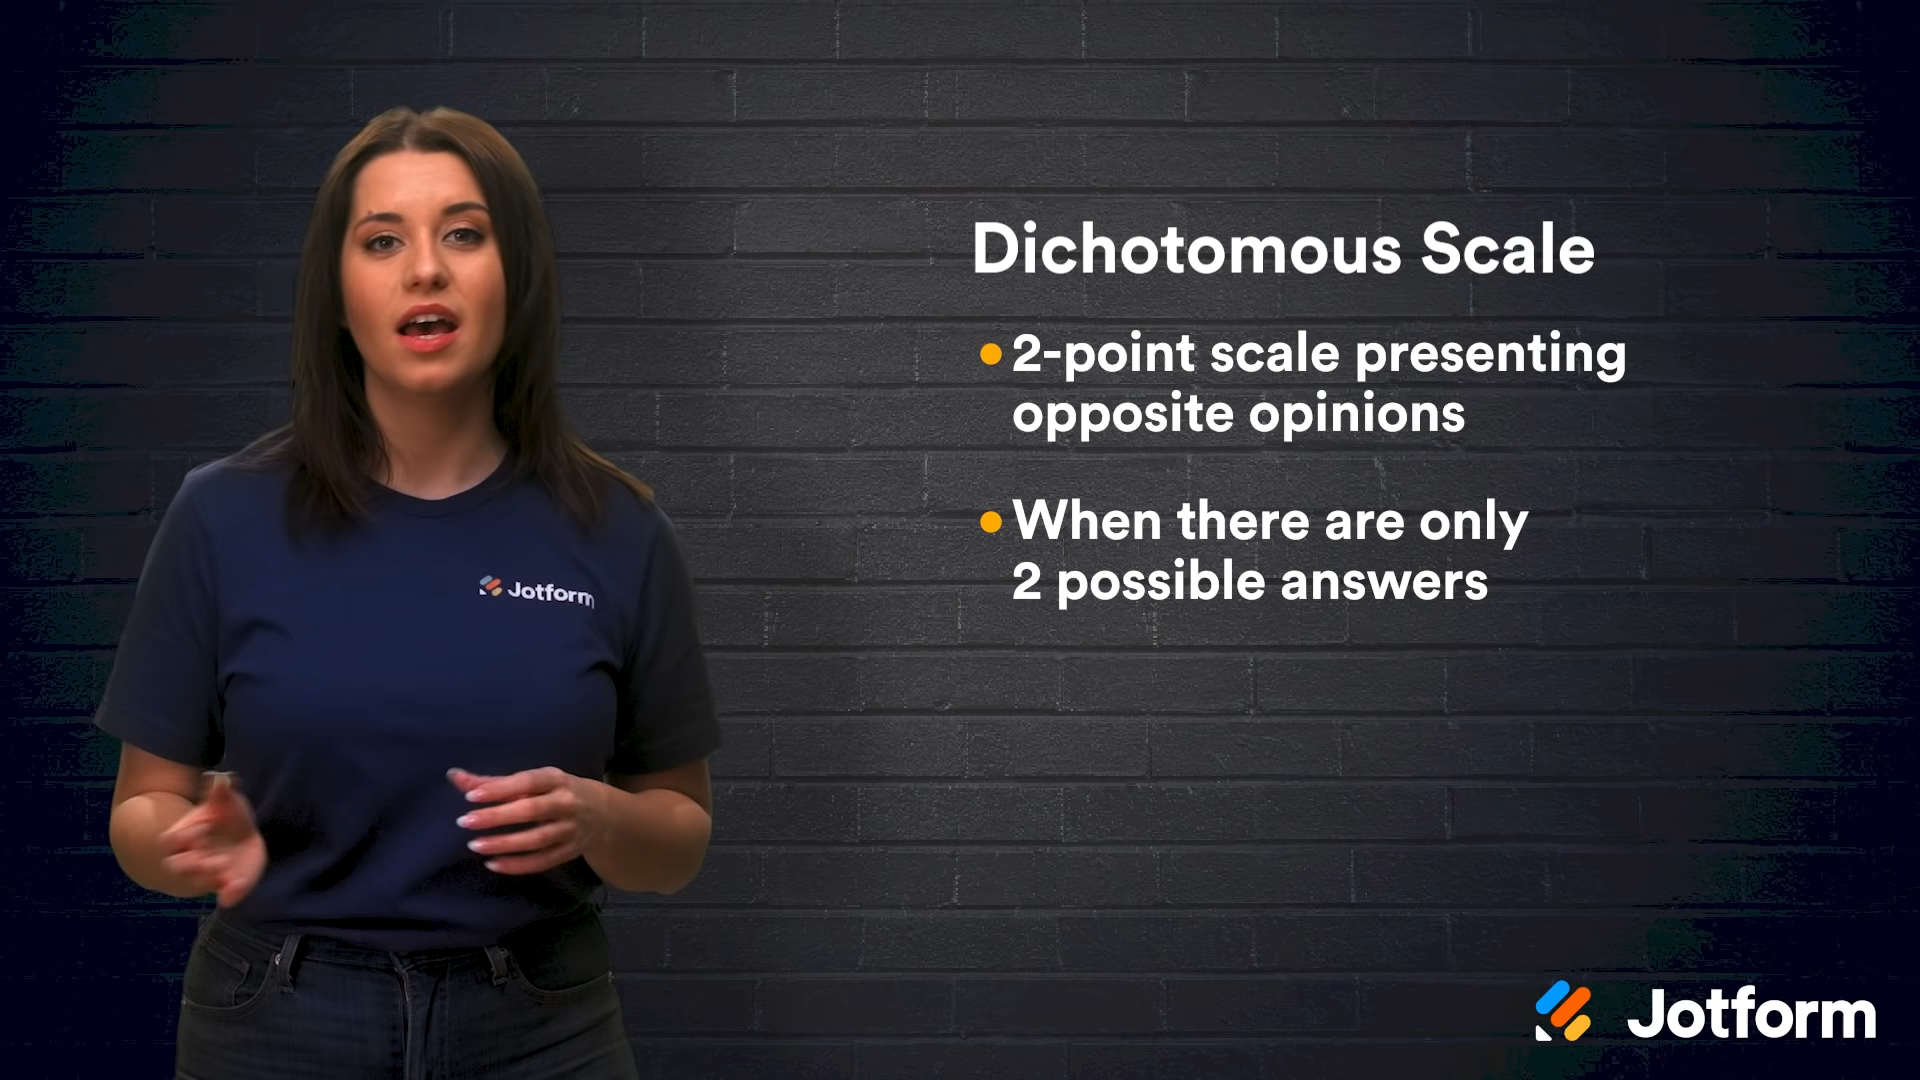 Dichotomous Scale
• 2-point scale presenting
opposite opinions
• When there are only
2 possible answers
Jotform
Jotform